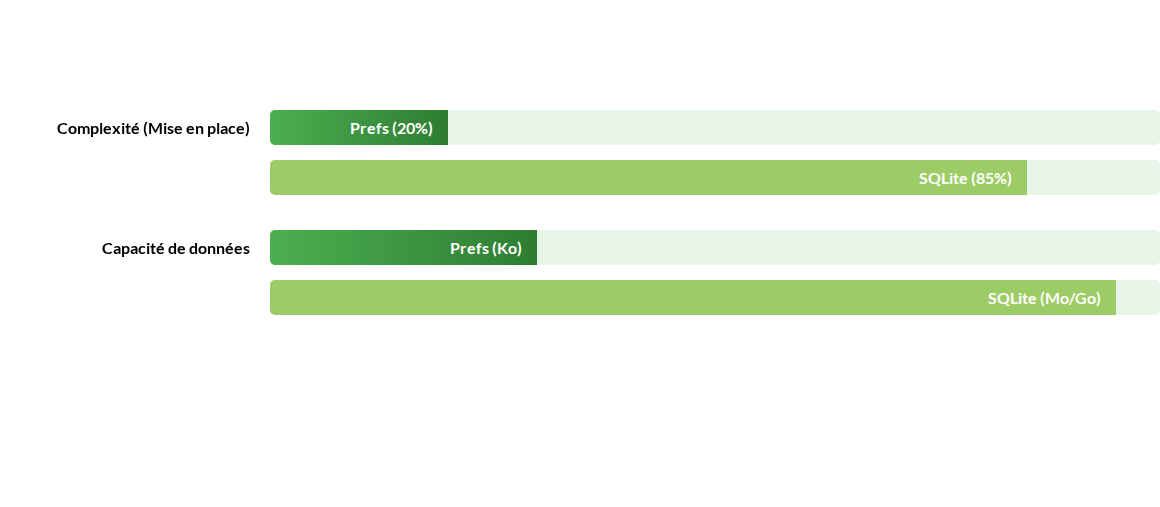 Complexité (Mise en place)
Prefs (20%)
SQLite (85%)
Capacité de données
Prefs (Ko)
SQLite (Mo/Go)